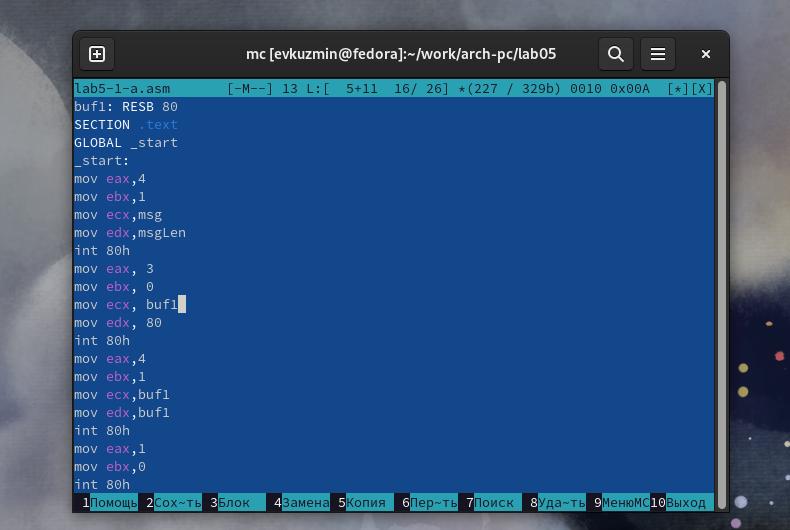 mc [evkuzmin@fedora]:~/work/arch-pc/lab05
lab5-1-a.asm [-M--] 13 L:[ 5+11 16/ 26] *(227 / 329b) 0010 0x00A [*][X]
buf1: RESB 80
SECTION .text
GLOBAL _start
_start:
mov eax,4
mov ebx,1
mov ecx,msg
mov edx,msgLen
int 80h
mov eax, 3
mov ebx, 0
mov ecx, buf1
mov edx, 80
int 80h
mov eax,4
mov ebx,1
mov ecx,buf1
mov edx,buf1
int 80h
mov eax,1
mov ebx,0
int 80h
1Помощь 2Сох~ть 3Блок 4Замена 5Копия 6Пер~ть 7Поиск 8Уда~ть 9МенюMC 10Выход